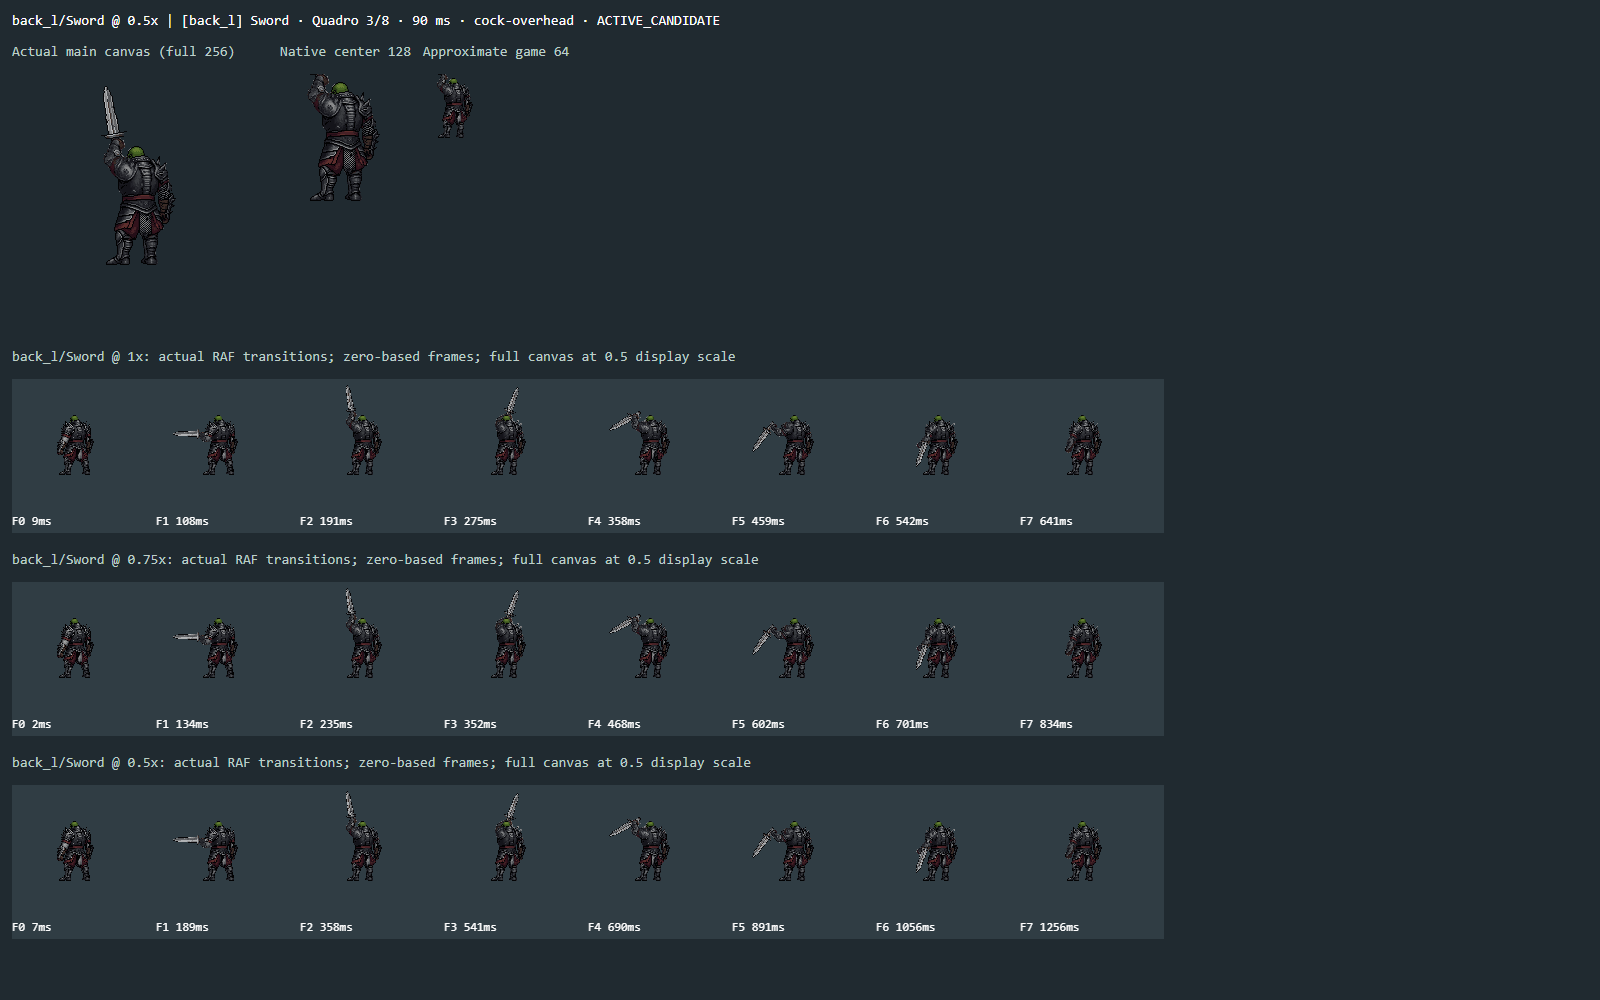 back_l/Sword @ 0.5x | [back_l] Sword · Quadro 3/8 · 90 ms · cock-overhead · ACTIVE_CANDIDATE
Actual main canvas (full 256) Native center 128 Approximate game 64
back_l/Sword @ 1x: actual RAF transitions; zero-based frames; full canvas at 0.5 display scale
F0 9ms F1 108ms F2 191ms F3 275ms F4 358ms F5 459ms F6 542ms F7 641ms
back_l/Sword @ 0.75x: actual RAF transitions; zero-based frames; full canvas at 0.5 display scale
F0 2ms F1 134ms F2 235ms F3 352ms F4 468ms F5 602ms F6 701ms F7 834ms
back_l/Sword @ 0.5x: actual RAF transitions; zero-based frames; full canvas at 0.5 display scale
F0 7ms F1 189ms F2 358ms F3 541ms F4 690ms F5 891ms F6 1056ms F7 1256ms